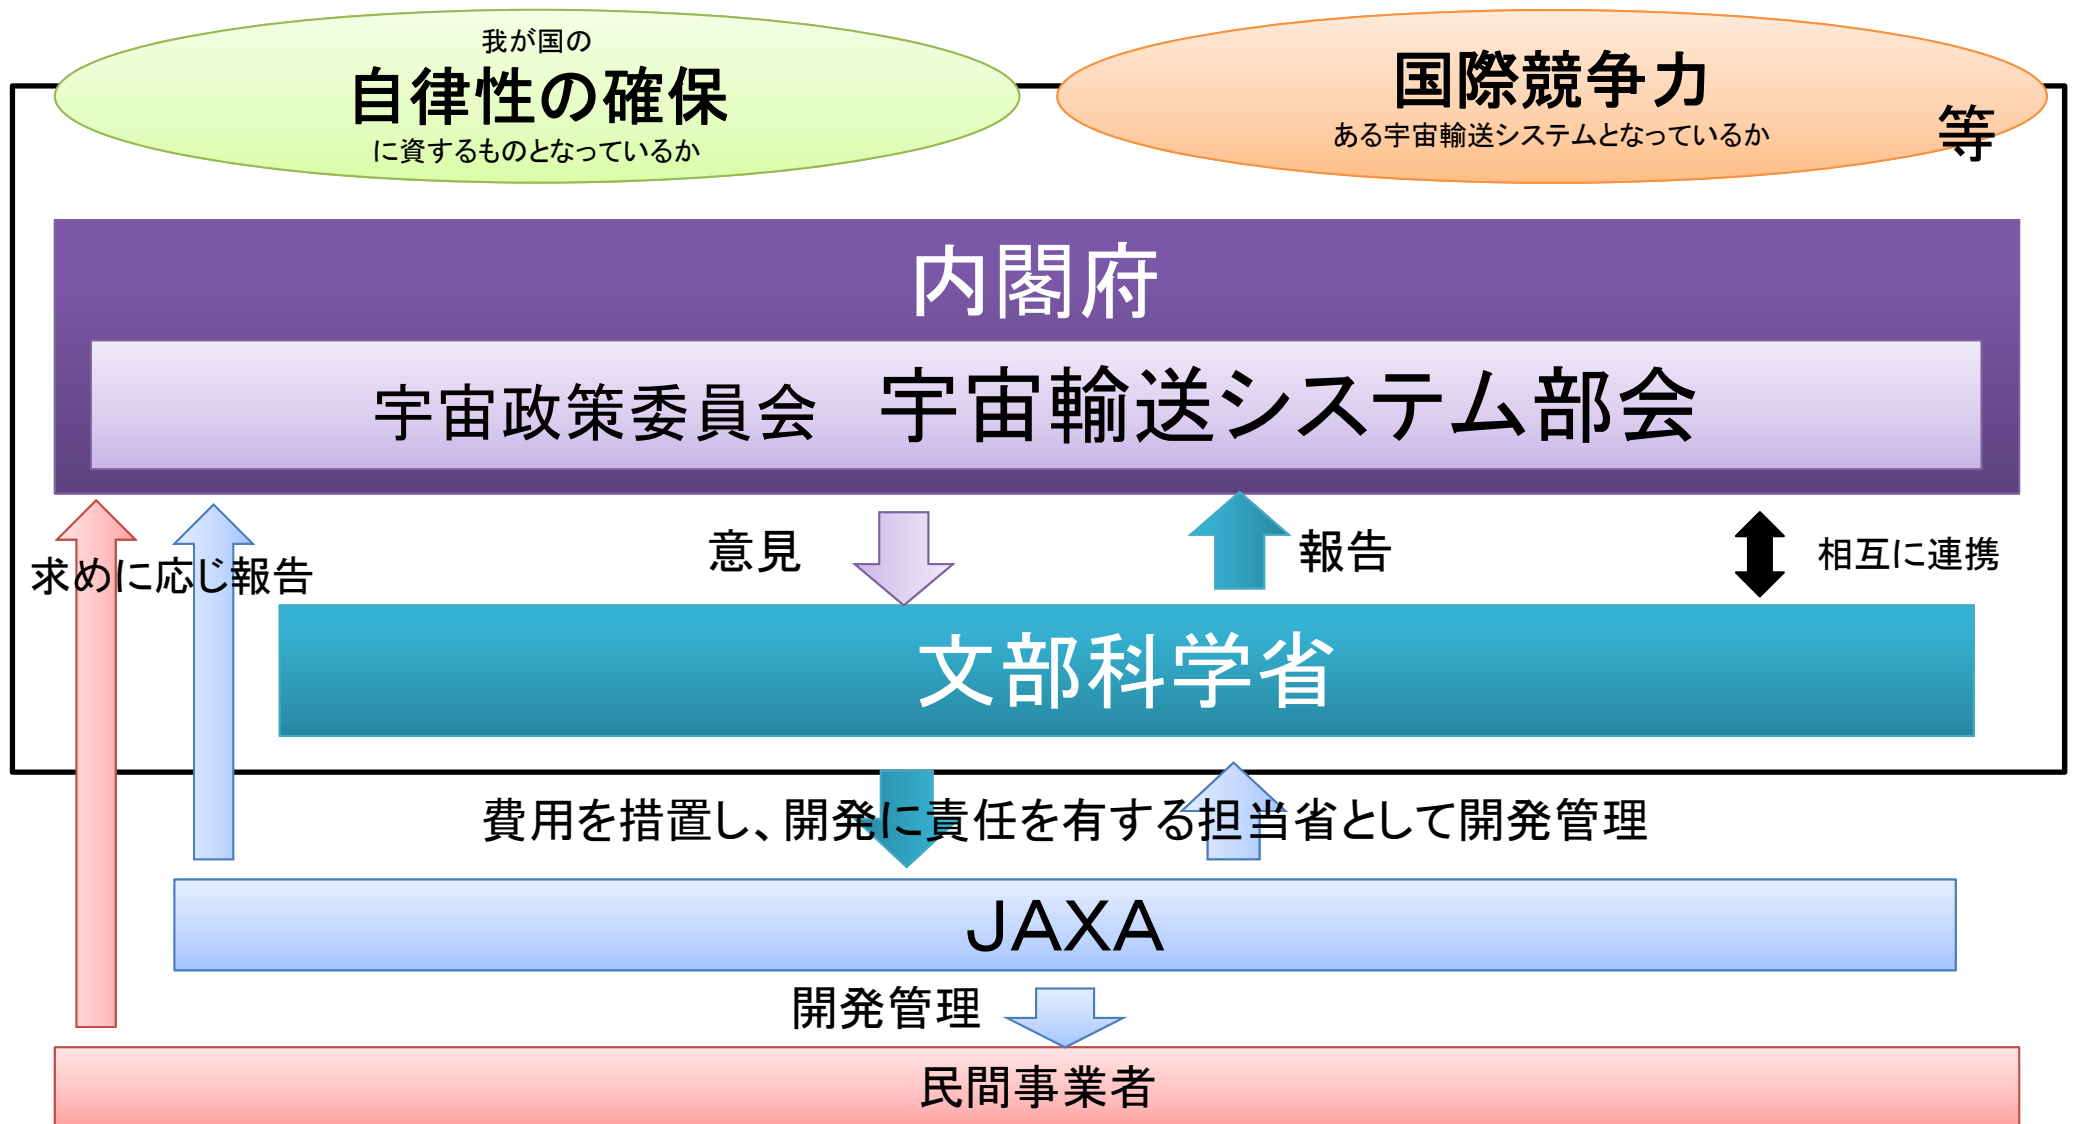 我が国の
自律性の確保
に資するものとなっているか
国際競争力
ある宇宙輸送システムとなっているか
等
内閣府
宇宙政策委員会　宇宙輸送システム部会
意見
報告
相互に連携
求めに応じ報告
文部科学省
費用を措置し、開発に責任を有する担当省として開発管理
ＪＡＸＡ
開発管理
民間事業者